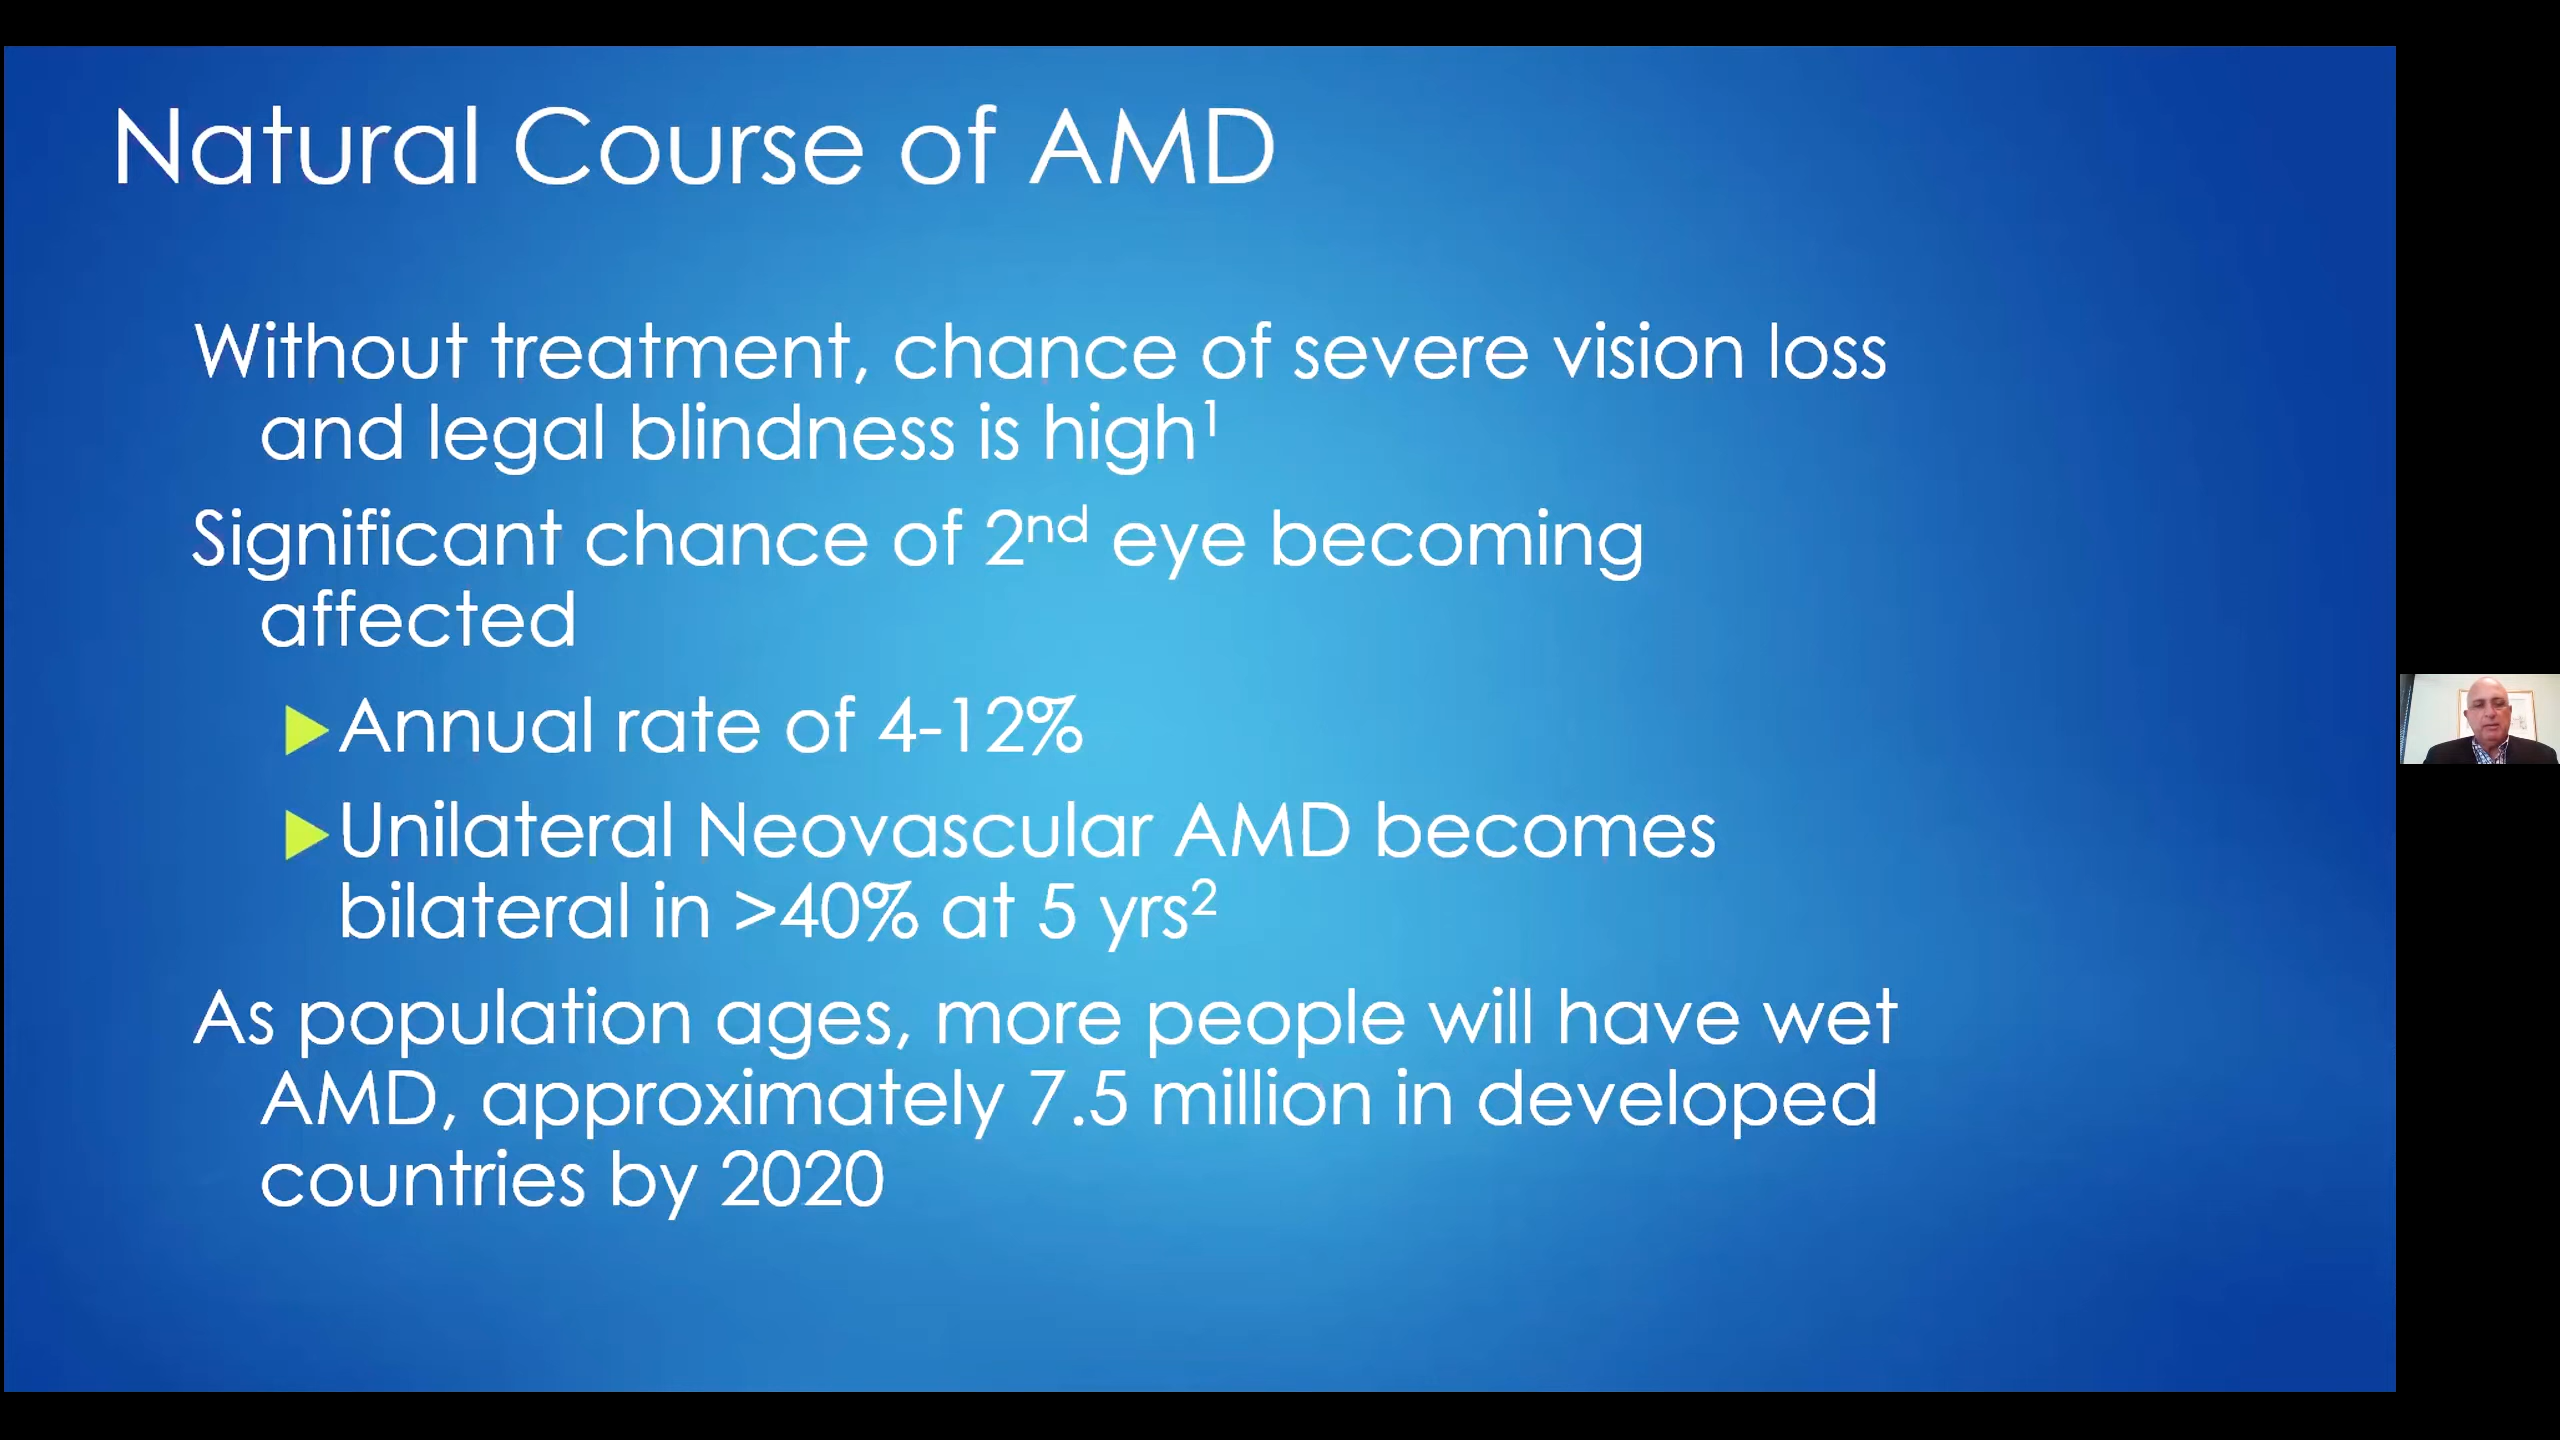 Natural Course of AMD
Without treatment, chance of severe vision loss
and legal blindness is high¹
Significant chance of 2ⁿᵈ eye becoming
affected
▶Annual rate of 4-12%
▶Unilateral Neovascular AMD becomes
bilateral in >40% at 5 yrs²
As population ages, more people will have wet
AMD, approximately 7.5 million in developed
countries by 2020